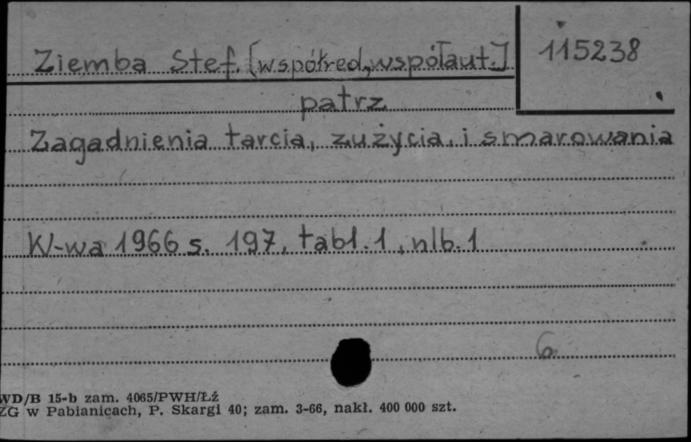 Ziemba Stef. [współred., współaut.]
115238
patrz
Zagadnienia tarcia, zużycia i smarowania
W-wa 1966 s. 197, tabl. 1, nlb. 1
6
WD/B 15-b zam. 4065/PWH/Łż
ZG w Pabianicach, P. Skargi 40; zam. 3-66, nakł. 400 000 szt.